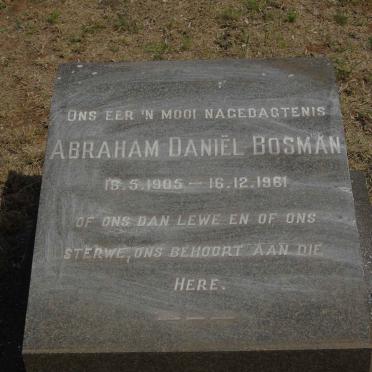 ONS EER 'N MOOI NAGEDAGTENIS
ABRAHAM DANIËL BOSMAN
16.5.1905 — 16.12.1961
OF ONS DAN LEWE EN OF ONS
STERWE, ONS BEHOORT AAN DIE
HERE.